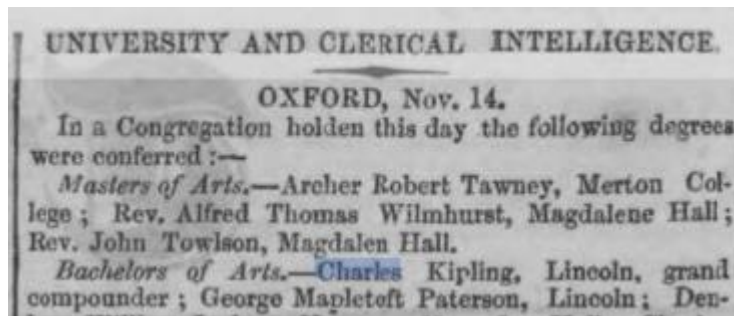 UNIVERSITY AND CLERICAL INTELLIGENCE.
OXFORD, Nov. 14.
In a Congregation holden this day the following degrees
were conferred :—
Masters of Arts.—Archer Robert Tawney, Merton Col-
lege ; Rev. Alfred Thomas Wilmhurst, Magdalene Hall ;
Rev. John Towlson, Magdalen Hall.
Bachelors of Arts.—Charles Kipling, Lincoln, grand
compounder ; George Mapletoft Paterson, Lincoln ; Den-